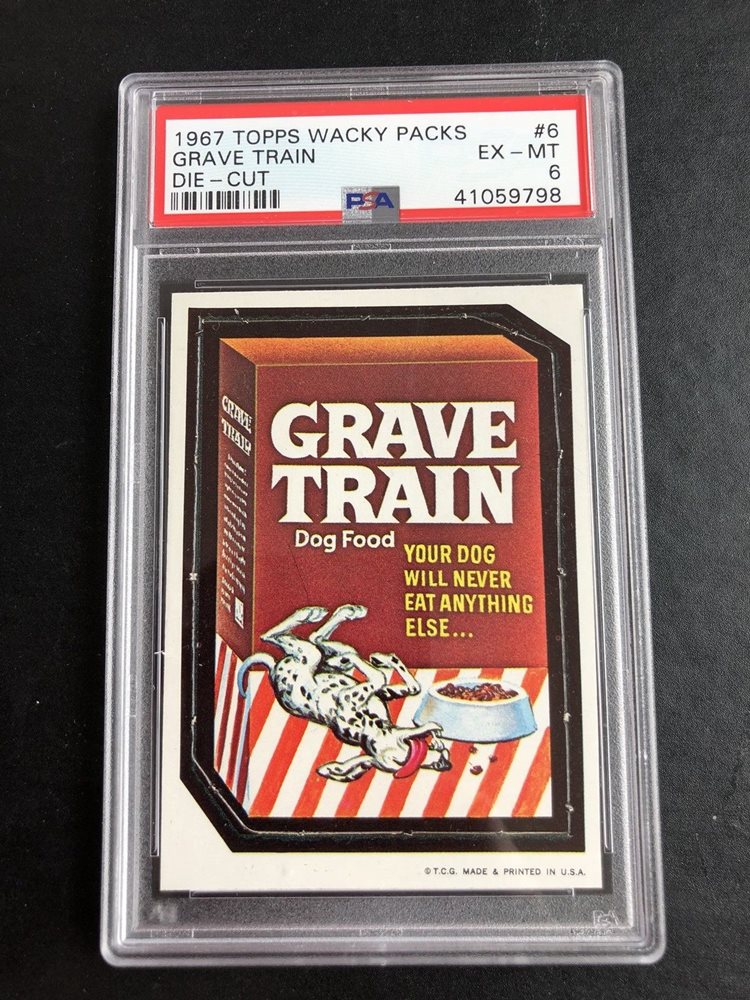 1967 TOPPS WACKY PACKS #6
GRAVE TRAIN EX - MT
DIE - CUT 6
PSA 41059798
GRAVE
TRAIN
GRAVE
TRAIN
Dog Food
YOUR DOG
WILL NEVER
EAT ANYTHING
ELSE...
© T.C.G. MADE & PRINTED IN U.S.A.